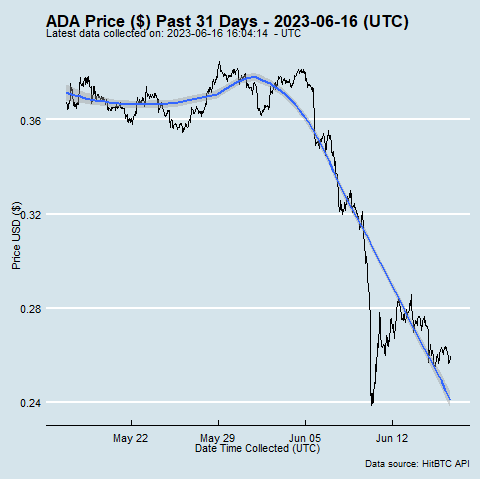 ADA Price ($) Past 31 Days - 2023-06-16 (UTC)
Latest data collected on: 2023-06-16 16:04:14 - UTC
Price USD ($)
0.36
0.32
0.28
0.24
May 22 May 29 Jun 05 Jun 12
Date Time Collected (UTC)
Data source: HitBTC API